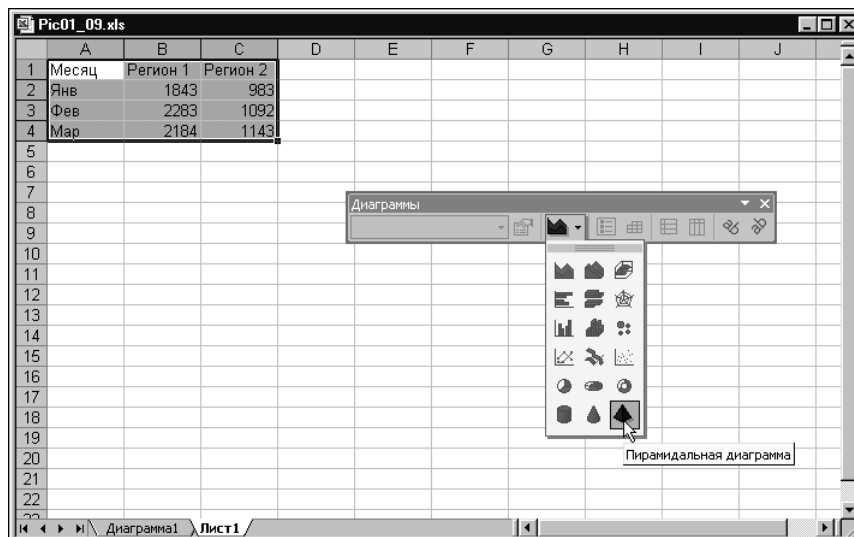 Pic01_09.xls
A B C D E F G H I J
1 Месяц Регион 1 Регион 2
2 Янв 1843 983
3 Фев 2283 1092
4 Мар 2184 1143
5
6
7
Диаграммы
8
9
10
11
12
13
14
15
16
17
18
19
Пирамидальная диаграмма
20
21
22
23
Диаграмма1 Лист1